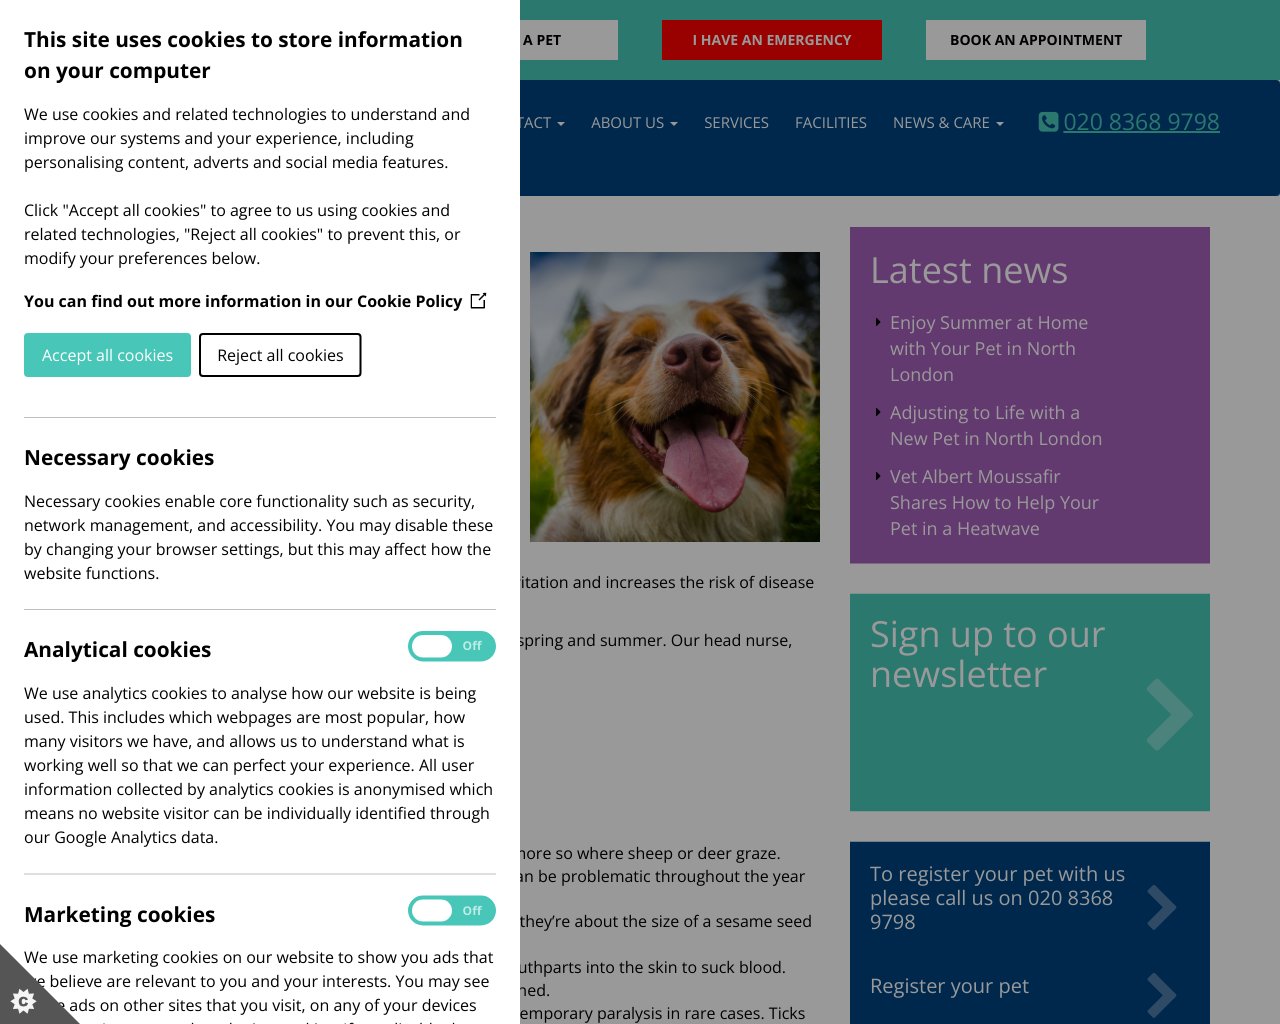 This site uses cookies to store information
on your computer
We use cookies and related technologies to understand and
improve our systems and your experience, including
personalising content, adverts and social media features.
Click "Accept all cookies" to agree to us using cookies and
related technologies, "Reject all cookies" to prevent this, or
modify your preferences below.
You can find out more information in our Cookie Policy
Accept all cookies
Reject all cookies
Necessary cookies
Necessary cookies enable core functionality such as security,
network management, and accessibility. You may disable these
by changing your browser settings, but this may affect how the
website functions.
Analytical cookies
Off
We use analytics cookies to analyse how our website is being
used. This includes which webpages are most popular, how
many visitors we have, and allows us to understand what is
working well so that we can perfect your experience. All user
information collected by analytics cookies is anonymised which
means no website visitor can be individually identified through
our Google Analytics data.
Marketing cookies
Off
We use marketing cookies on our website to show you ads that
believe are relevant to you and your interests. You may see
ads on other sites that you visit, on any of your devices
A PET
I HAVE AN EMERGENCY
BOOK AN APPOINTMENT
ABOUT US
SERVICES
FACILITIES
NEWS & CARE
020 8368 9798
and increases the risk of disease
spring and summer. Our head nurse,
so where sheep or deer graze.
be problematic throughout the year
they're about the size of a sesame seed
into the skin to suck blood.
paralysis in rare cases. Ticks
Latest news
Enjoy Summer at Home
with Your Pet in North
London
Adjusting to Life with a
New Pet in North London
Vet Albert Moussafir
Shares How to Help Your
Pet in a Heatwave
Sign up to our
newsletter
To register your pet with us
please call us on 020 8368
9798
Register your pet